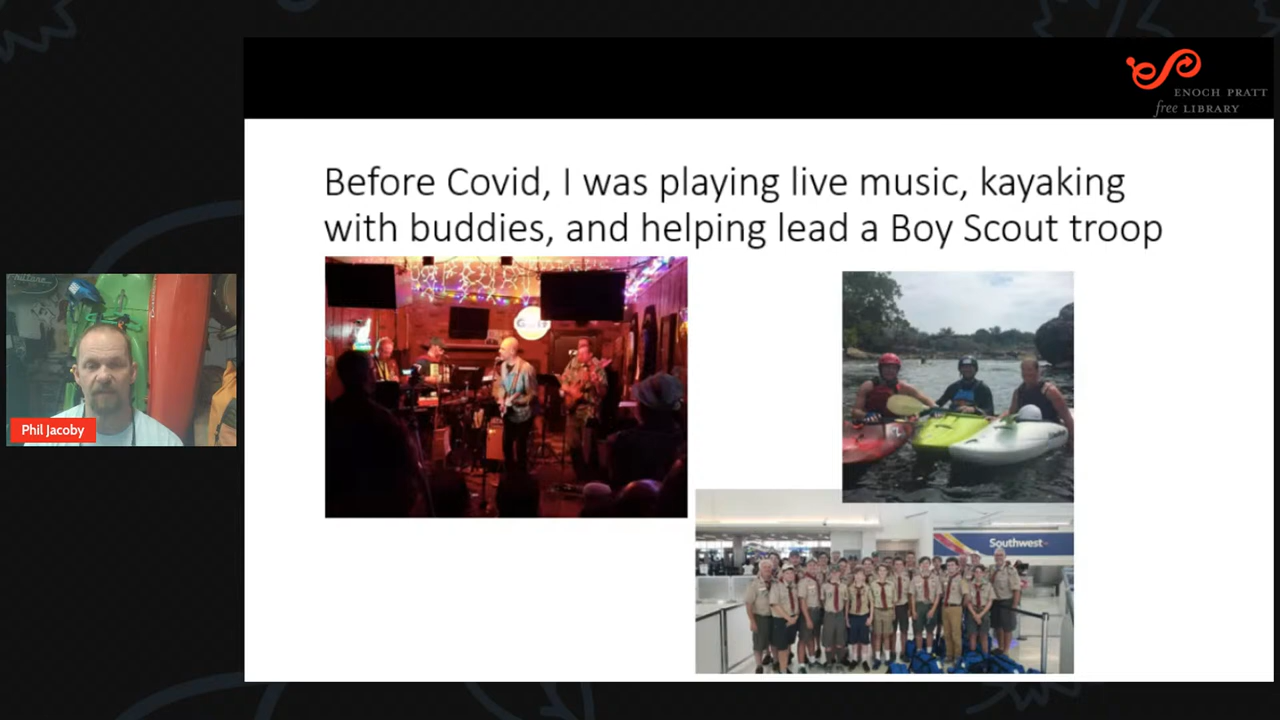 ENOCH PRATT
free LIBRARY
Before Covid, I was playing live music, kayaking
with buddies, and helping lead a Boy Scout troop
Southwest
Phil Jacoby